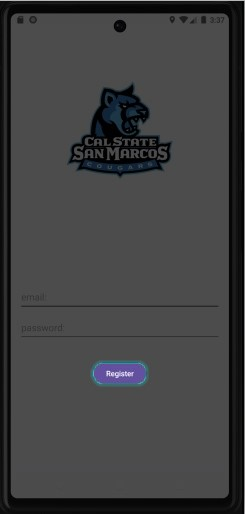 3:37
CAL STATE
SAN MARCOS
COUGARS
email:
password:
Register